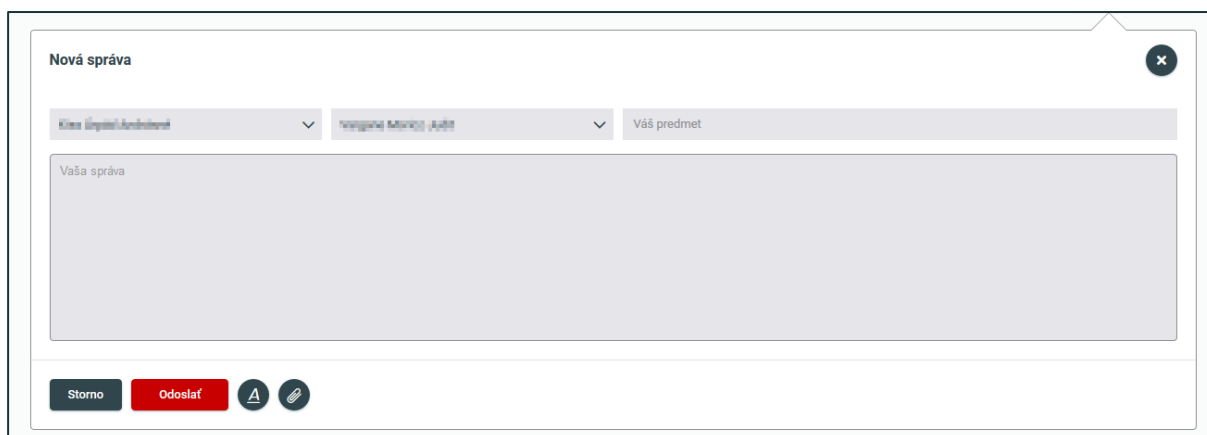 Nová správa
Váš predmet
Vaša správa
Storno
Odoslať
A